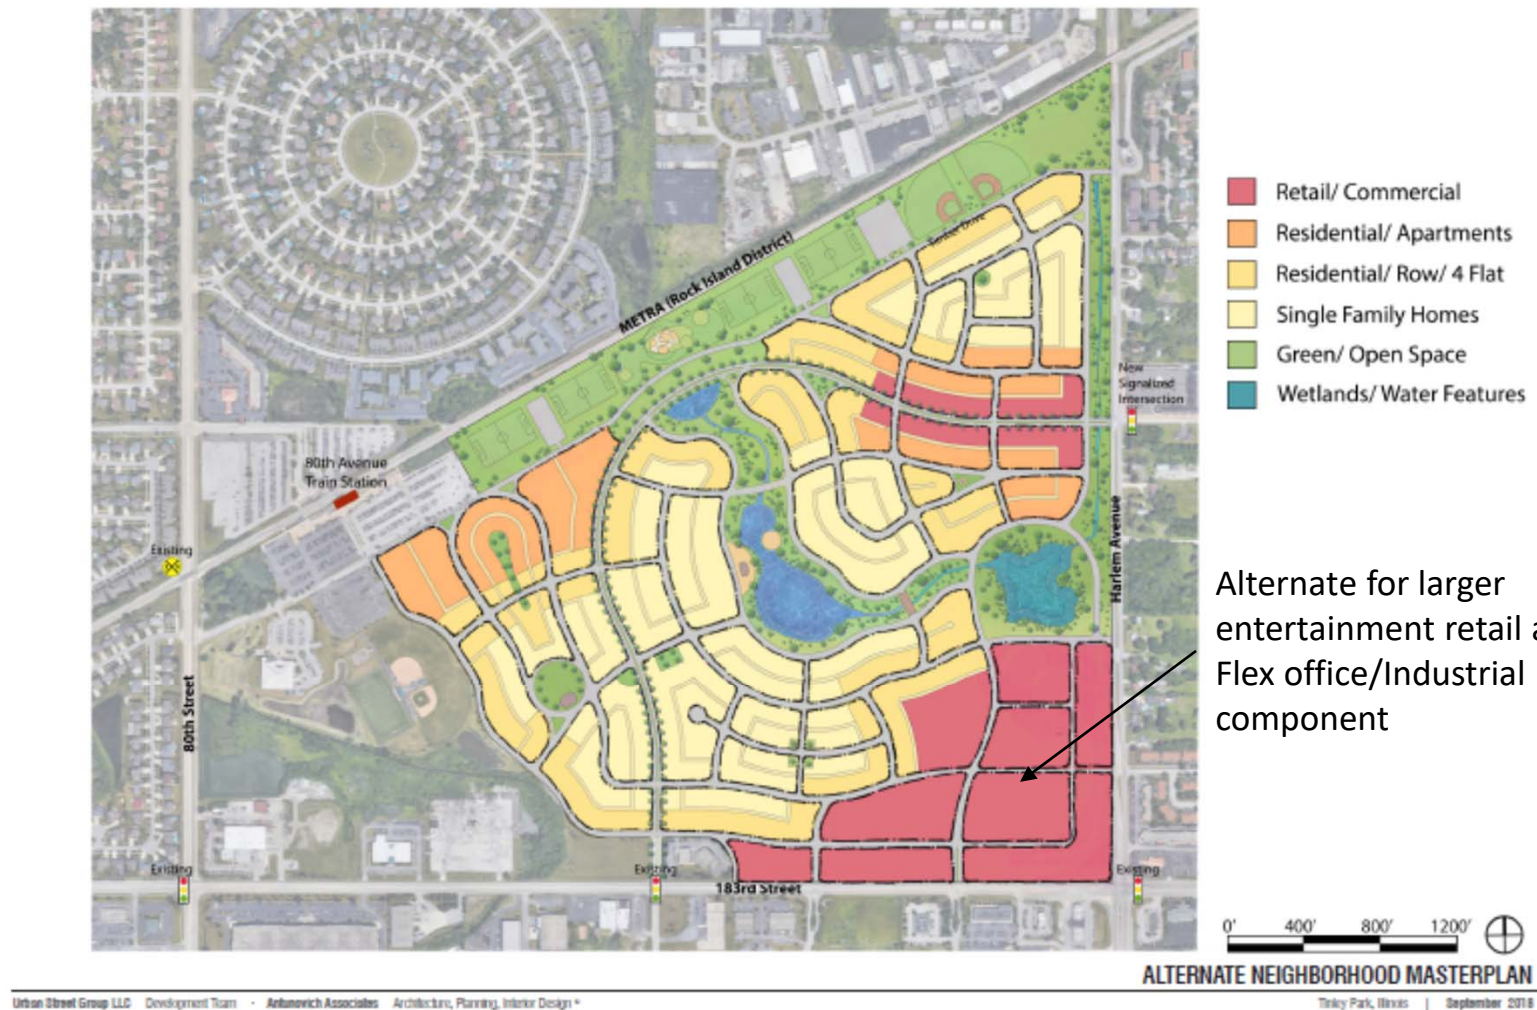 METRA (Rock Island District)
Timber Drive
80th Avenue
Train Station
Existing
80th Street
New
Signalized
Intersection
Harlem Avenue
Existing
Existing
Existing
183rd Street
Retail/ Commercial
Residential/ Apartments
Residential/ Row/ 4 Flat
Single Family Homes
Green/ Open Space
Wetlands/ Water Features
Alternate for larger
entertainment retail a
Flex office/Industrial
component
0' 400' 800' 1200'
ALTERNATE NEIGHBORHOOD MASTERPLAN
Urban Street Group LLC Development Team · Antunovich Associates Architecture, Planning, Interior Design
Tinley Park, Illinois | September 2018